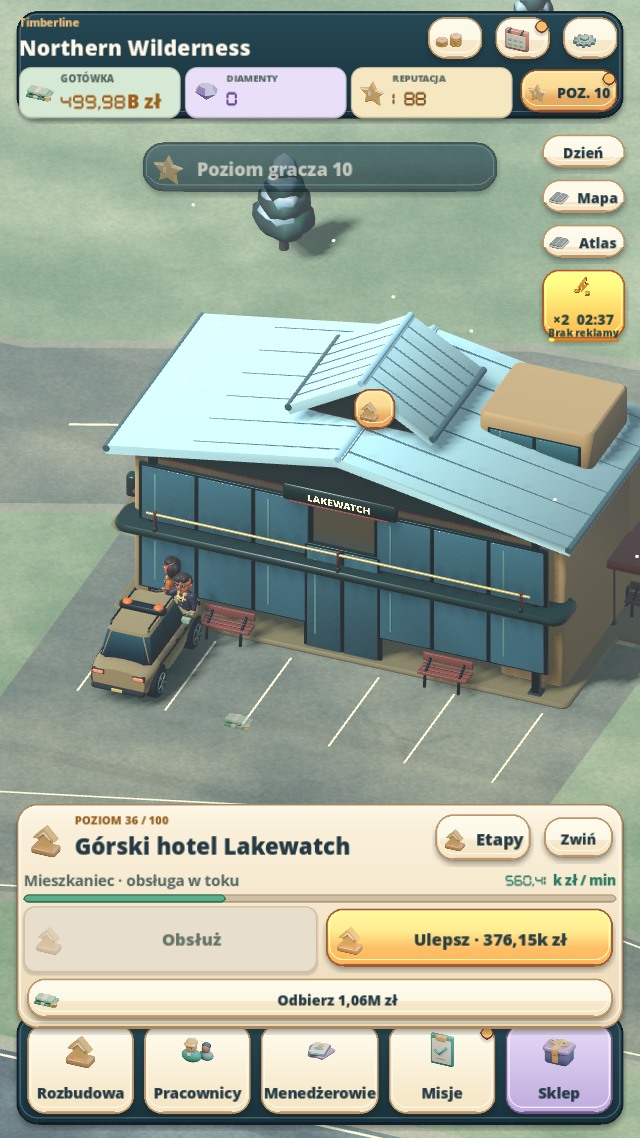 Timberline
Northern Wilderness
GOTÓWKA
499,98B zł
DIAMENTY
0
REPUTACJA
188
POZ. 10
Poziom gracza 10
Dzień
Mapa
Atlas
×2 02:37
Brak reklamy
LAKEWATCH
POZIOM 36 / 100
Górski hotel Lakewatch
Etapy
Zwiń
Mieszkaniec · obsługa w toku
560,41 k zł / min
Obsłuż
Ulepsz · 376,15k zł
Odbierz 1,06M zł
Rozbudowa
Pracownicy
Menedżerowie
Misje
Sklep